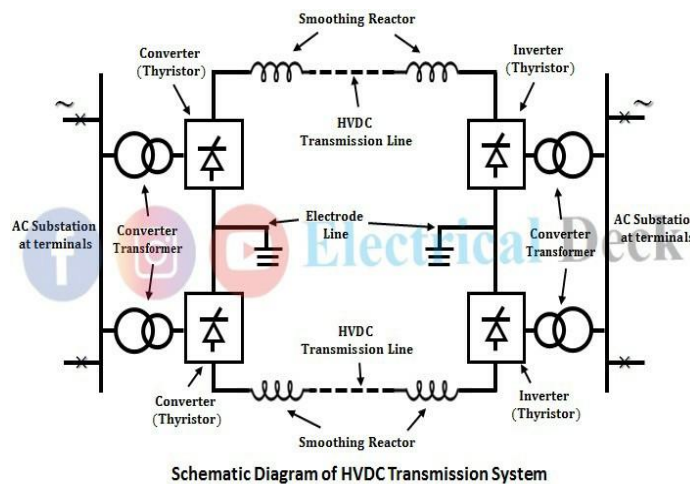 Smoothing Reactor
Converter
(Thyristor)
Inverter
(Thyristor)
HVDC
Transmission Line
~
~
AC Substation
at terminals
Converter
Transformer
Electrode
Line
Converter
Transformer
AC Substation
at terminals
f
Electrical Deck
HVDC
Transmission Line
Converter
(Thyristor)
Inverter
(Thyristor)
Smoothing Reactor
Schematic Diagram of HVDC Transmission System